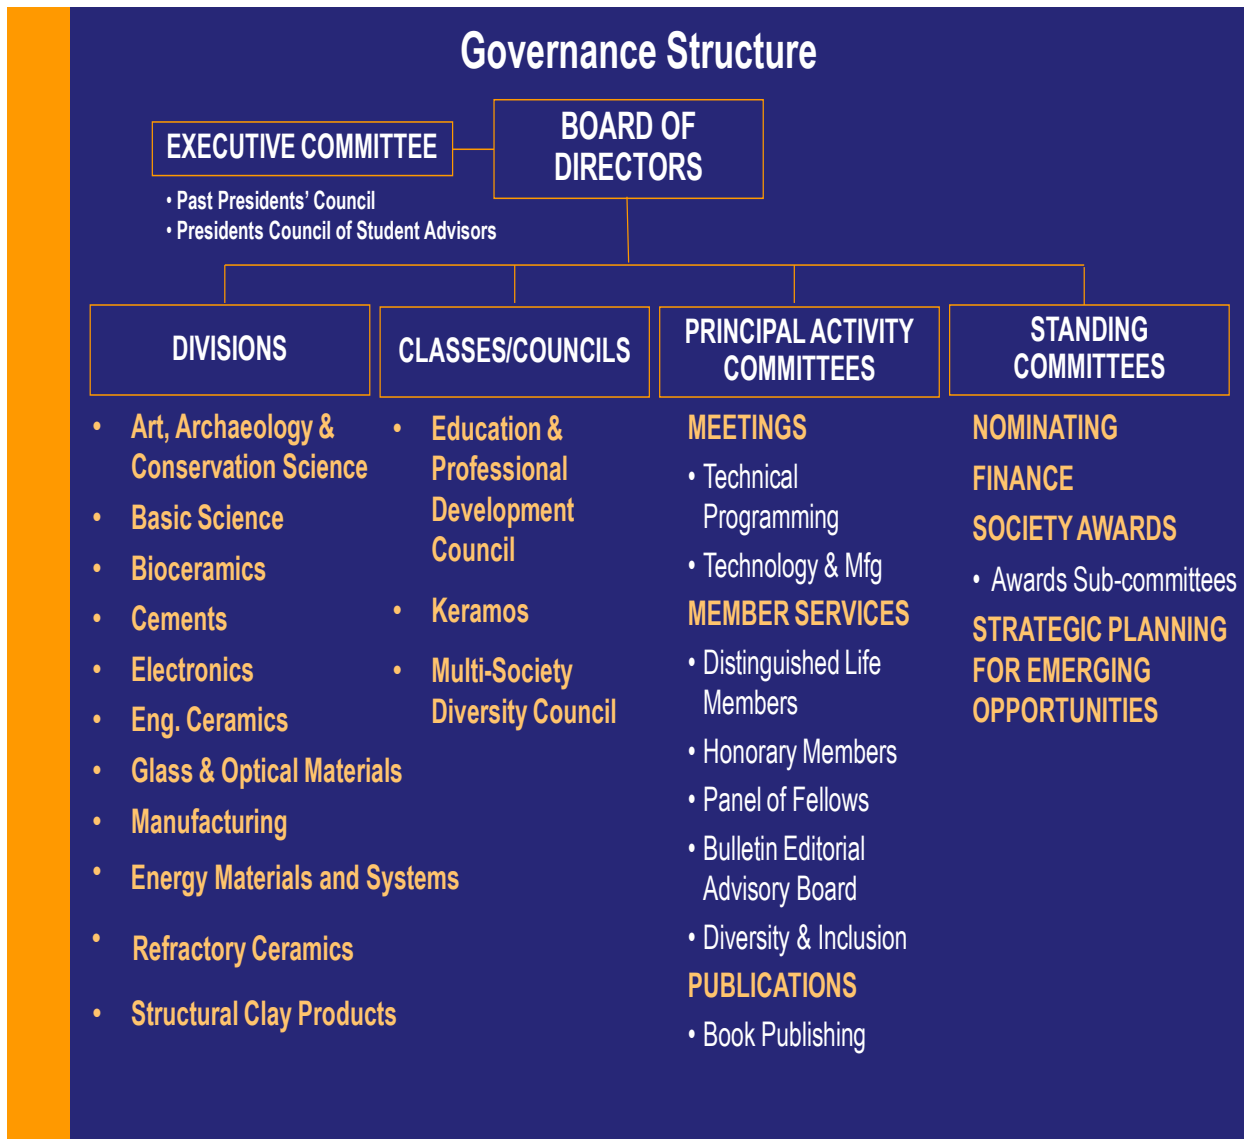 Governance Structure
BOARD OF
DIRECTORS
EXECUTIVE COMMITTEE
• Past Presidents’ Council
• Presidents Council of Student Advisors
DIVISIONS
• Art, Archaeology &
Conservation Science
• Basic Science
• Bioceramics
• Cements
• Electronics
• Eng. Ceramics
• Glass & Optical Materials
• Manufacturing
• Energy Materials and Systems
• Refractory Ceramics
• Structural Clay Products
CLASSES/COUNCILS
• Education &
Professional
Development
Council
• Keramos
• Multi-Society
Diversity Council
PRINCIPAL ACTIVITY
COMMITTEES
MEETINGS
• Technical
Programming
• Technology & Mfg
MEMBER SERVICES
• Distinguished Life
Members
• Honorary Members
• Panel of Fellows
• Bulletin Editorial
Advisory Board
• Diversity & Inclusion
PUBLICATIONS
• Book Publishing
STANDING
COMMITTEES
NOMINATING
FINANCE
SOCIETY AWARDS
• Awards Sub-committees
STRATEGIC PLANNING
FOR EMERGING
OPPORTUNITIES